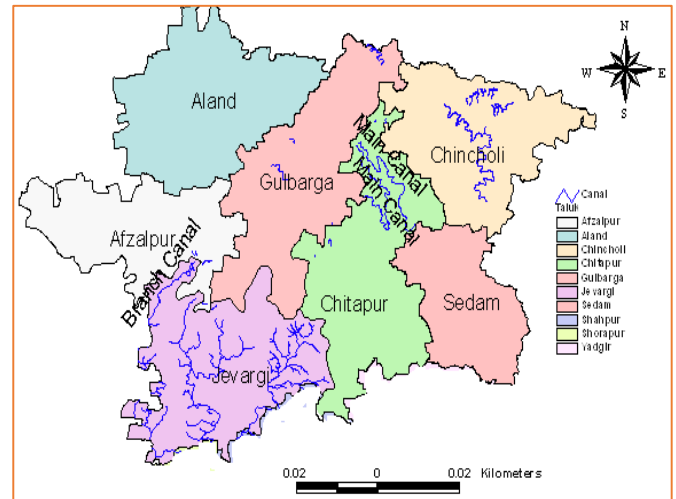 N
W E
S
Aland
Main Canal
Chincholi
Gulbarga
Main Canal
Afzalpur
Branch Canal
Chitapur
Sedam
Jevargi
Canal
Taluk
Afzalpur
Aland
Chincholi
Chitapur
Gulbarga
Jevargi
Sedam
Shahpur
Shorapur
Yadgir
0.02 0 0.02 Kilometers